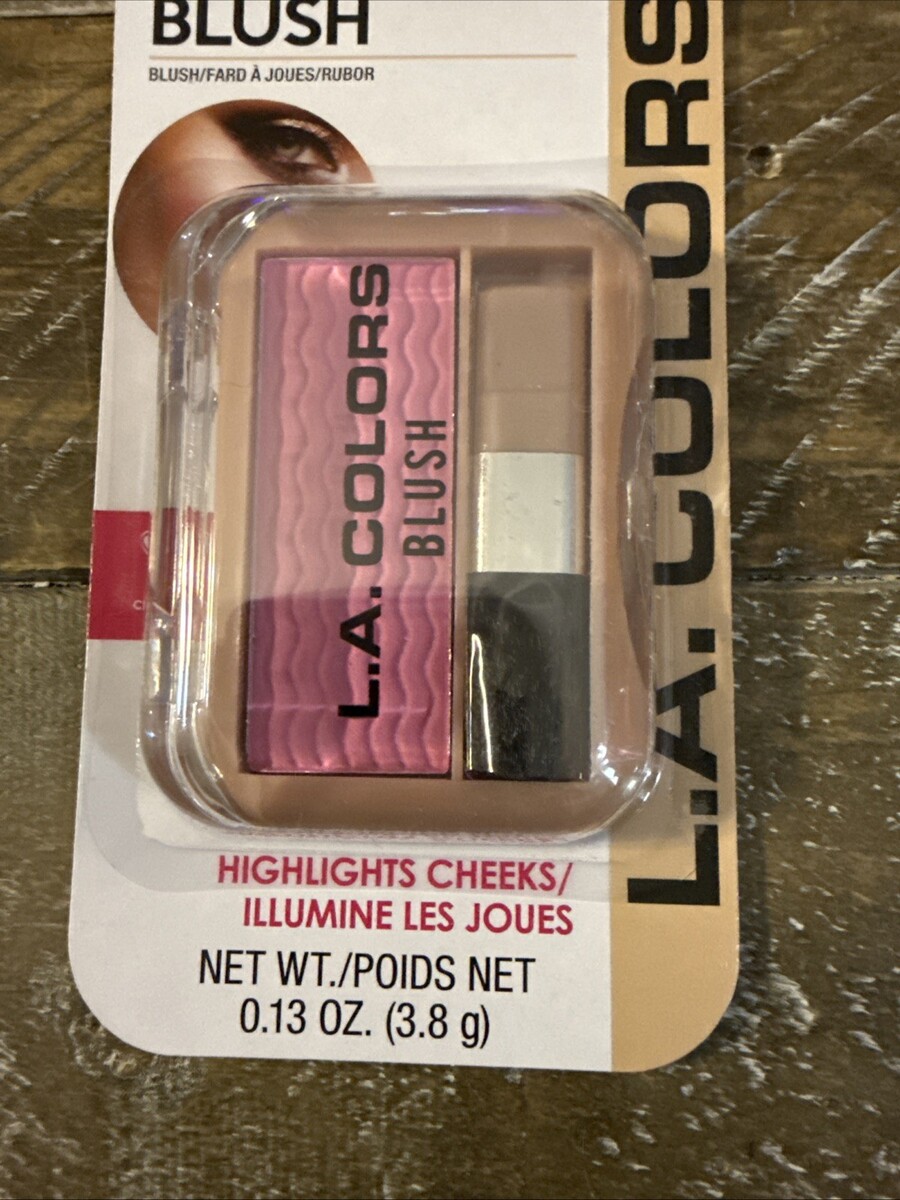 BLUSH
BLUSH/FARD À JOUES/RUBOR
L.A. COLORS
BLUSH
L.A. COLORS
HIGHLIGHTS CHEEKS/
ILLUMINE LES JOUES
NET WT./POIDS NET
0.13 OZ. (3.8 g)